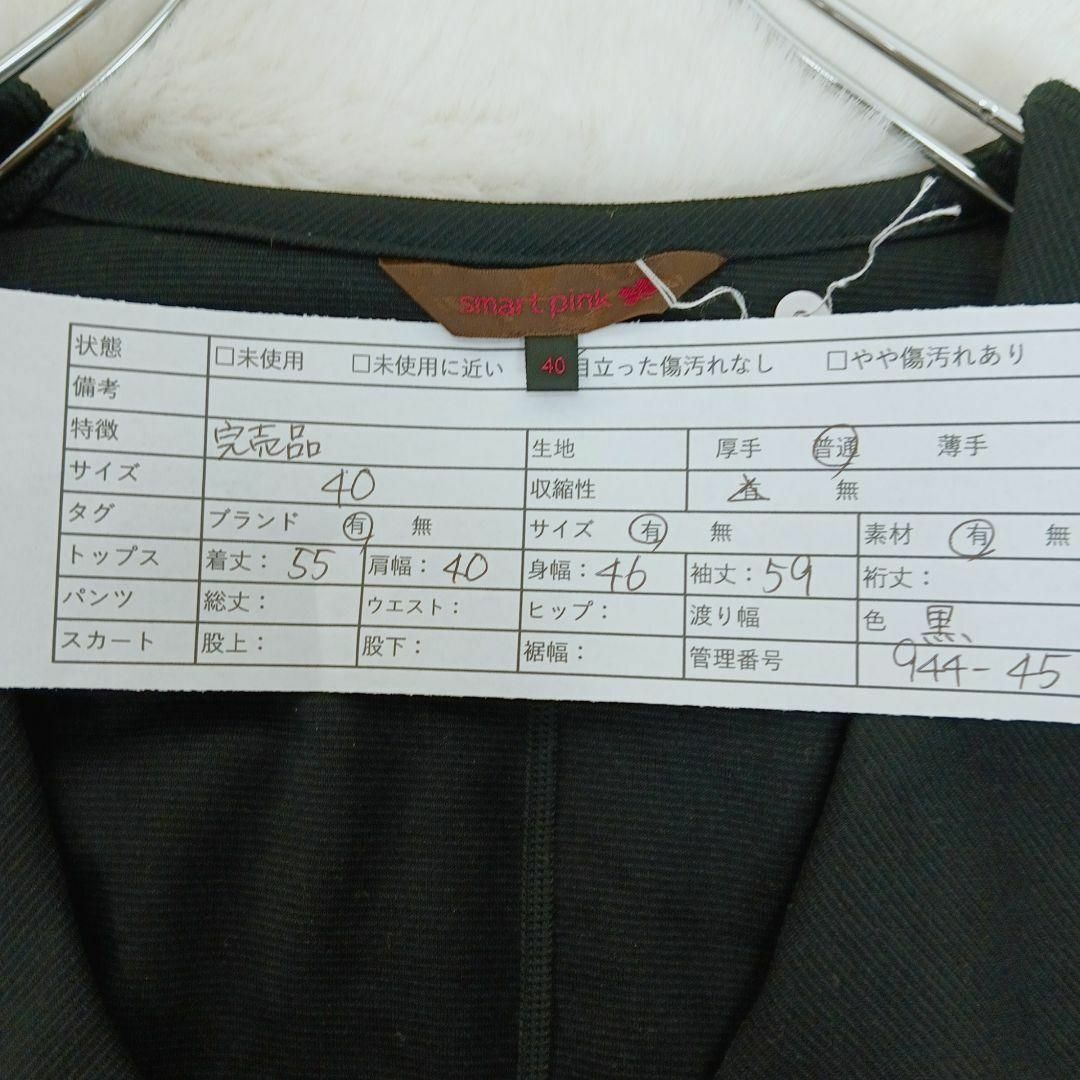 smart pink
40
状態 □未使用 □未使用に近い 目立った傷汚れなし □やや傷汚れあり
備考
特徴 完売品 生地 厚手 普通 薄手
サイズ 40 収縮性 有 無
タグ ブランド 有 無 サイズ 有 無 素材 有 無
トップス 着丈：55 肩幅：40 身幅：46 袖丈：59 裄丈：
パンツ 総丈： ウエスト： ヒップ： 渡り幅 色 黒
スカート 股上： 股下： 裾幅： 管理番号 944-45